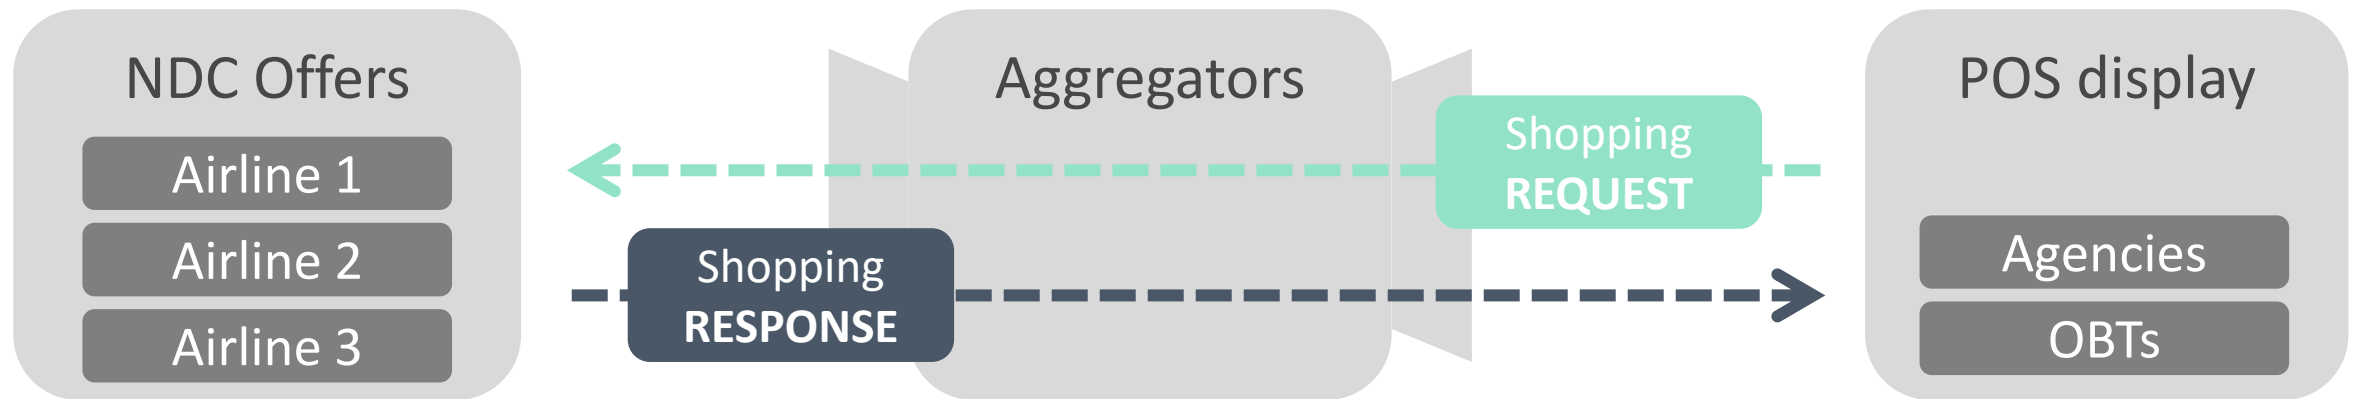 NDC Offers
Airline 1
Airline 2
Airline 3
Aggregators
Shopping
REQUEST
Shopping
RESPONSE
POS display
Agencies
OBTs